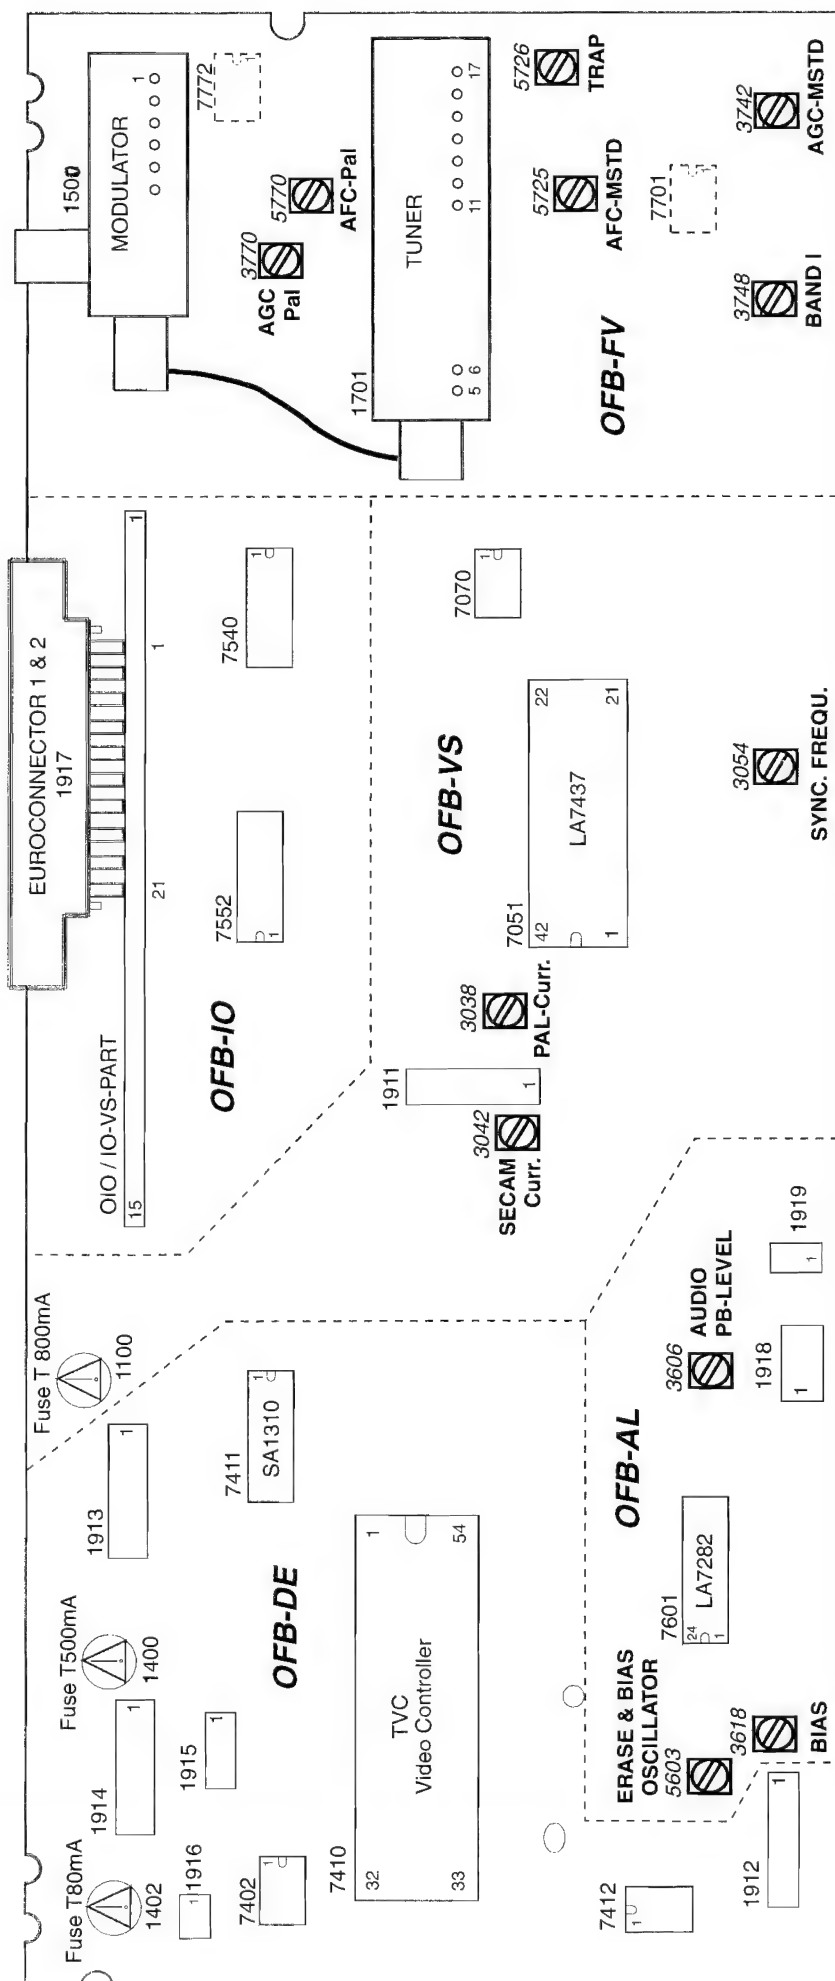 Fuse T80mA
1402
1916
1
7402
1
1914
1
Fuse T500mA
1400
1915
1
1913
1
Fuse T 800mA
1100
7411
SA1310
1
OFB-DE
7410
32
33
TVC
Video Controller
1
54
7412
1
1912
1
ERASE & BIAS
OSCILLATOR
5603
3618
BIAS
7601
24
1
LA7282
OFB-AL
3606
AUDIO
PB-LEVEL
1918
1
1919
1
OIO / IO-VS-PART
15
1
EUROCONNECTOR 1 & 2
1917
21
1
OFB-IO
7552
1
7540
1
SECAM
Curr.
3042
1911
1
3038
PAL-Curr.
OFB-VS
7051
42
1
LA7437
22
21
7070
1
3054
SYNC. FREQU.
1500
MODULATOR
1
7772
1
AGC
Pal
3770
5770
AFC-Pal
1701
TUNER
5
6
11
17
OFB-FV
5725
AFC-MSTD
5726
TRAP
7701
1
3748
BAND I
3742
AGC-MSTD